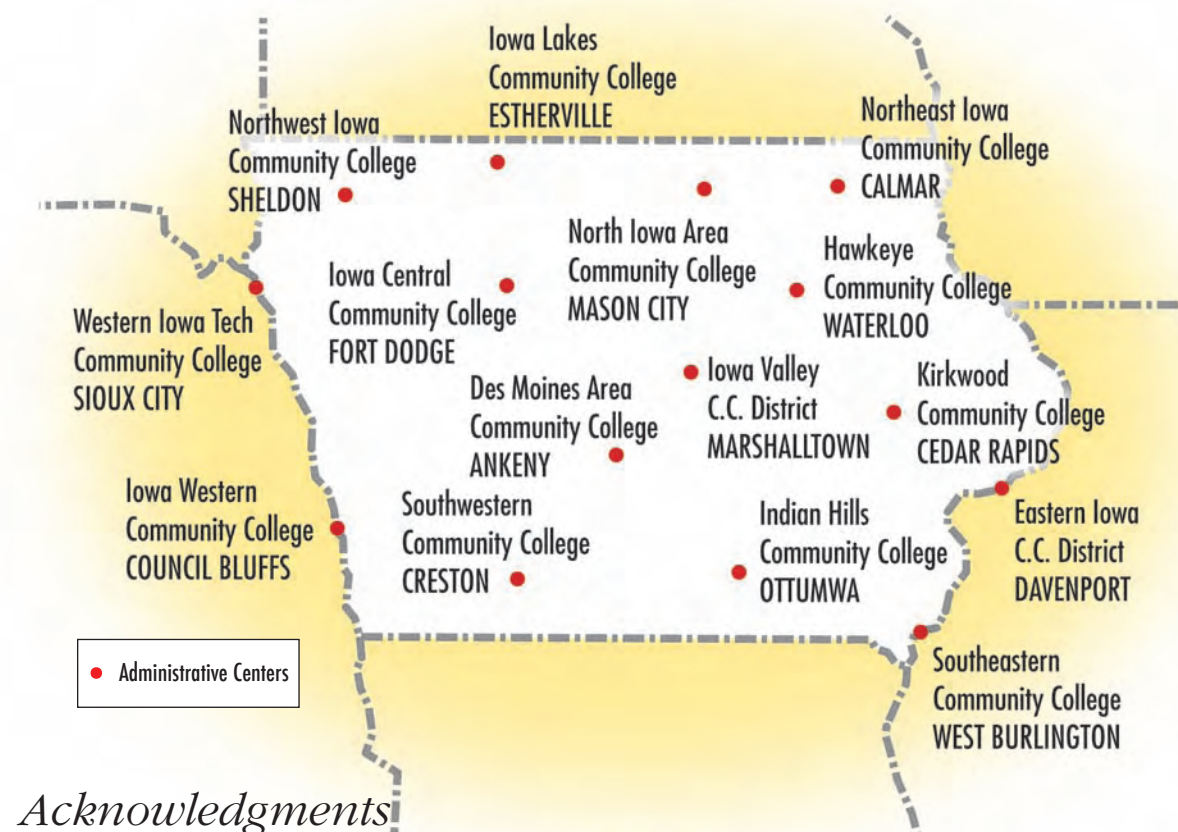 Iowa Lakes
Community College
ESTHERVILLE
Northwest Iowa
Community College
SHELDON
Northeast Iowa
Community College
CALMAR
North Iowa Area
Community College
MASON CITY
Hawkeye
Community College
WATERLOO
Iowa Central
Community College
FORT DODGE
Western Iowa Tech
Community College
SIOUX CITY
Iowa Valley
C.C. District
MARSHALLTOWN
Kirkwood
Community College
CEDAR RAPIDS
Des Moines Area
Community College
ANKENY
Iowa Western
Community College
COUNCIL BLUFFS
Southwestern
Community College
CRESTON
Indian Hills
Community College
OTTUMWA
Eastern Iowa
C.C. District
DAVENPORT
Southeastern
Community College
WEST BURLINGTON
Administrative Centers
Acknowledgments